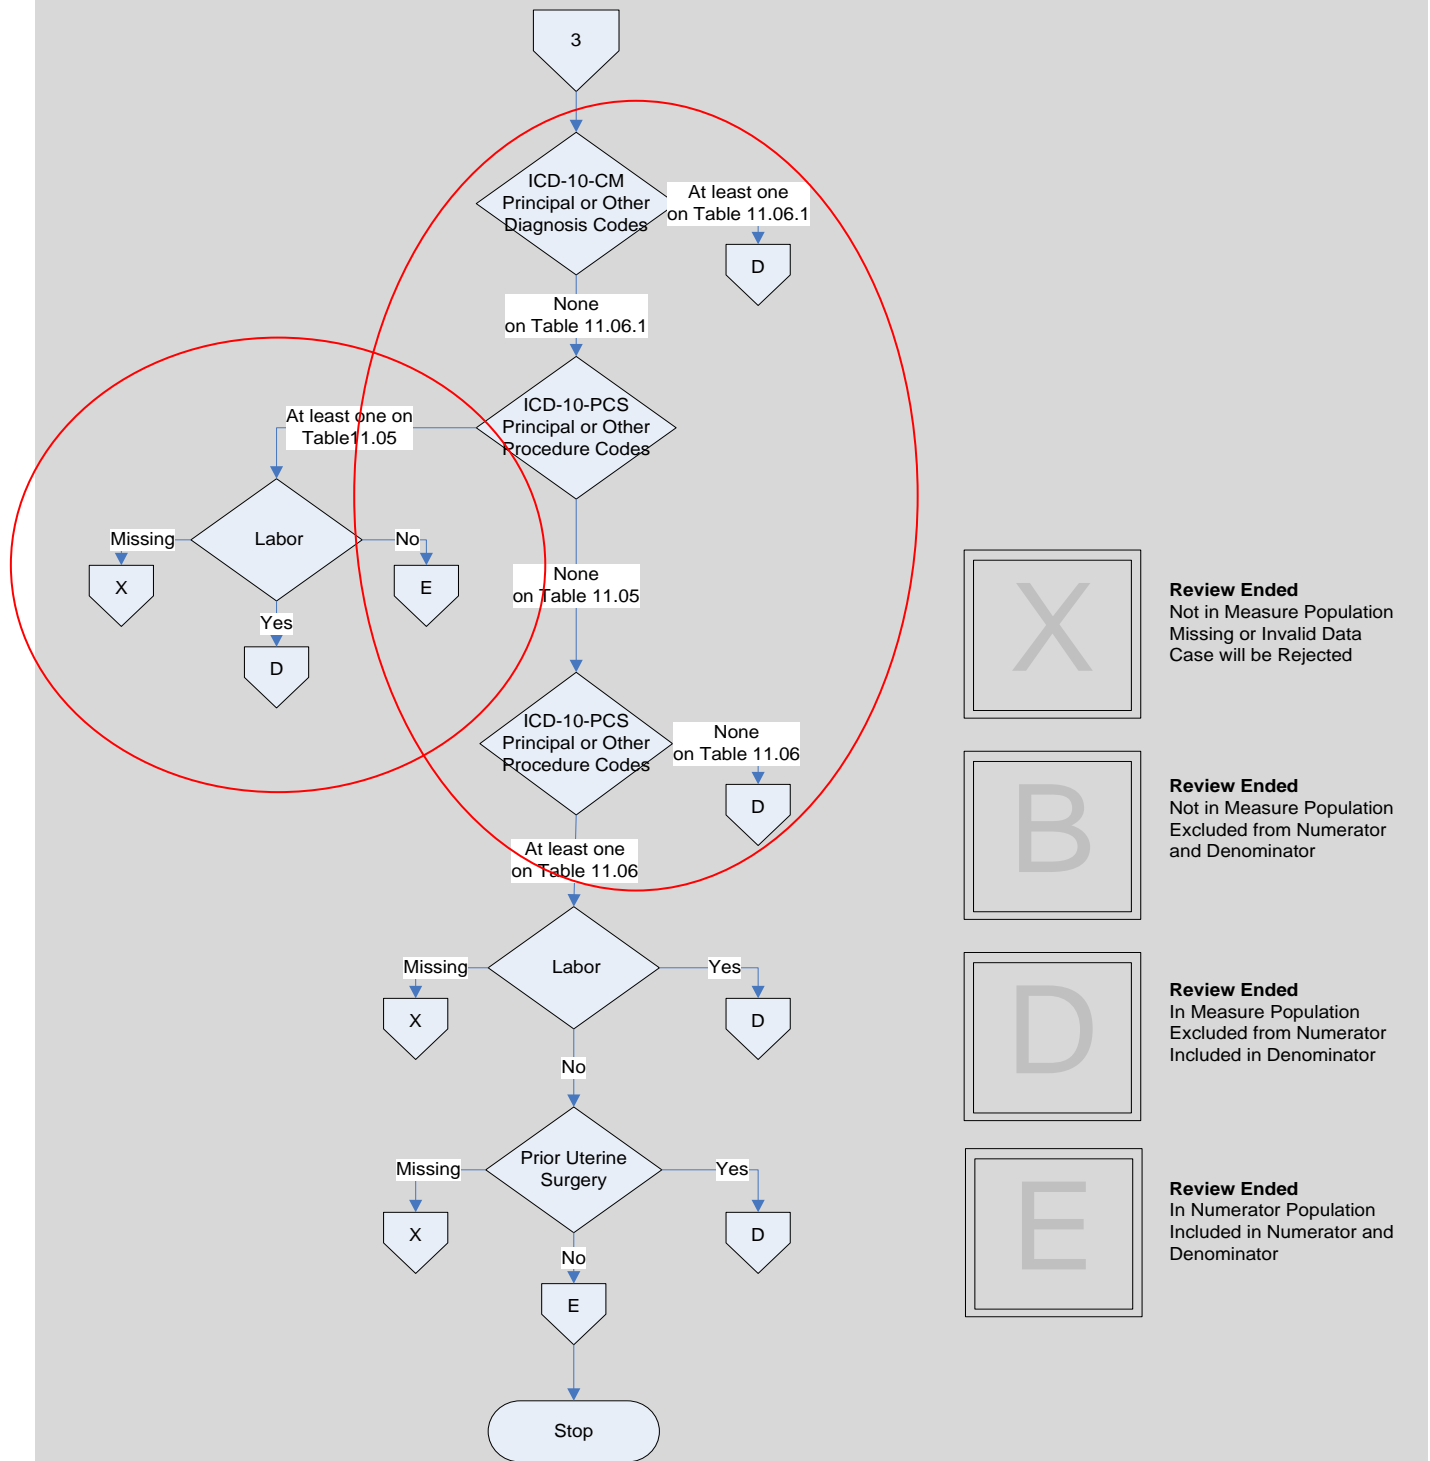 3
ICD-10-CM
Principal or Other
Diagnosis Codes
At least one
on Table 11.06.1
D
None
on Table 11.06.1
ICD-10-PCS
Principal or Other
Procedure Codes
At least one on
Table11.05
Labor
Missing
X
No
E
Yes
D
None
on Table 11.05
ICD-10-PCS
Principal or Other
Procedure Codes
None
on Table 11.06
D
At least one
on Table 11.06
Labor
Missing
X
Yes
D
No
Prior Uterine
Surgery
Missing
X
Yes
D
No
E
Stop
X
Review Ended
Not in Measure Population
Missing or Invalid Data
Case will be Rejected
B
Review Ended
Not in Measure Population
Excluded from Numerator
and Denominator
D
Review Ended
In Measure Population
Excluded from Numerator
Included in Denominator
E
Review Ended
In Numerator Population
Included in Numerator and
Denominator